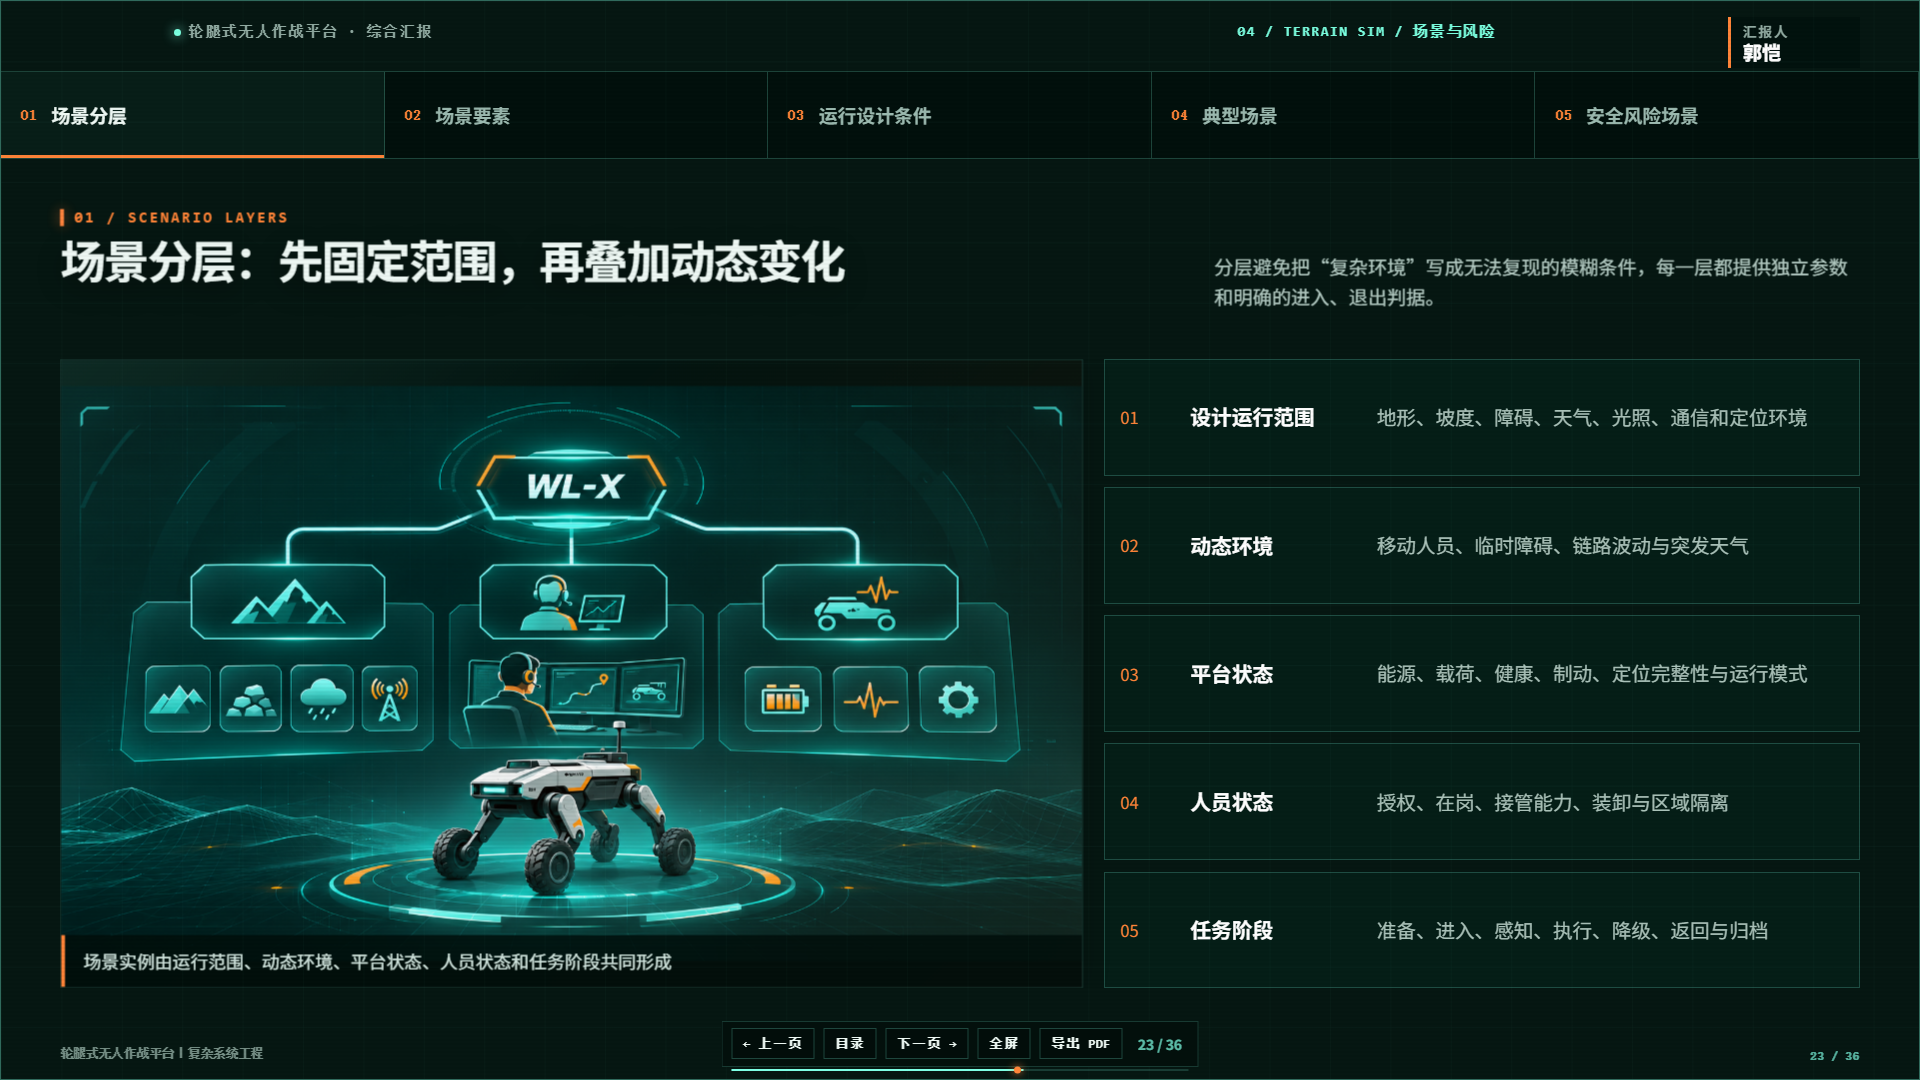 轮腿式无人作战平台 · 综合汇报
04 / TERRAIN SIM / 场景与风险
汇报人
郭恺
01 场景分层
02 场景要素
03 运行设计条件
04 典型场景
05 安全风险场景
01 / SCENARIO LAYERS
场景分层：先固定范围，再叠加动态变化
分层避免把“复杂环境”写成无法复现的模糊条件，每一层都提供独立参数
和明确的进入、退出判据。
WL-X
场景实例由运行范围、动态环境、平台状态、人员状态和任务阶段共同形成
01 设计运行范围 地形、坡度、障碍、天气、光照、通信和定位环境
02 动态环境 移动人员、临时障碍、链路波动与突发天气
03 平台状态 能源、载荷、健康、制动、定位完整性与运行模式
04 人员状态 授权、在岗、接管能力、装卸与区域隔离
05 任务阶段 准备、进入、感知、执行、降级、返回与归档
轮腿式无人作战平台 | 复杂系统工程
← 上一页 目录 下一页 → 全屏 导出 PDF 23 / 36
23 / 36